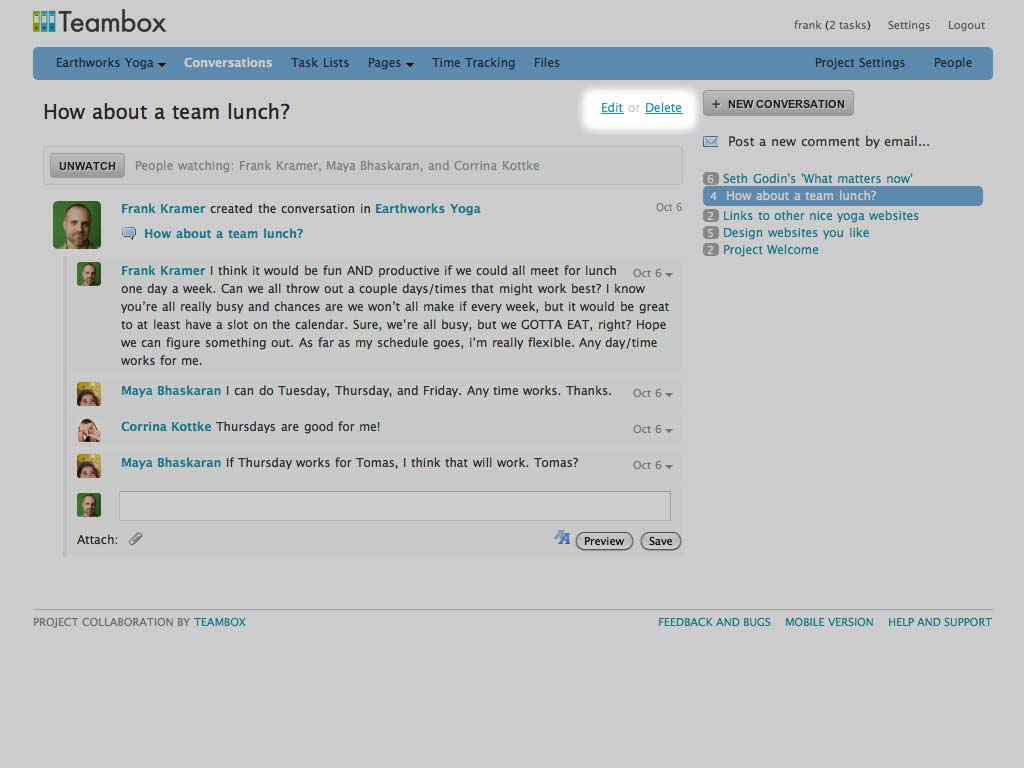 Teambox
frank (2 tasks) Settings Logout
Earthworks Yoga Conversations Task Lists Pages Time Tracking Files Project Settings People
How about a team lunch?
Edit or Delete
+ NEW CONVERSATION
Post a new comment by email...
UNWATCH People watching: Frank Kramer, Maya Bhaskaran, and Corrina Kottke
6 Seth Godin's 'What matters now'
4 How about a team lunch?
2 Links to other nice yoga websites
5 Design websites you like
2 Project Welcome
Frank Kramer created the conversation in Earthworks Yoga Oct 6
How about a team lunch?
Frank Kramer I think it would be fun AND productive if we could all meet for lunch Oct 6
one day a week. Can we all throw out a couple days/times that might work best? I know
you're all really busy and chances are we won't all make if every week, but it would be great
to at least have a slot on the calendar. Sure, we're all busy, but we GOTTA EAT, right? Hope
we can figure something out. As far as my schedule goes, i'm really flexible. Any day/time
works for me.
Maya Bhaskaran I can do Tuesday, Thursday, and Friday. Any time works. Thanks. Oct 6
Corrina Kottke Thursdays are good for me! Oct 6
Maya Bhaskaran If Thursday works for Tomas, I think that will work. Tomas? Oct 6
Attach: AA Preview Save
PROJECT COLLABORATION BY TEAMBOX FEEDBACK AND BUGS MOBILE VERSION HELP AND SUPPORT